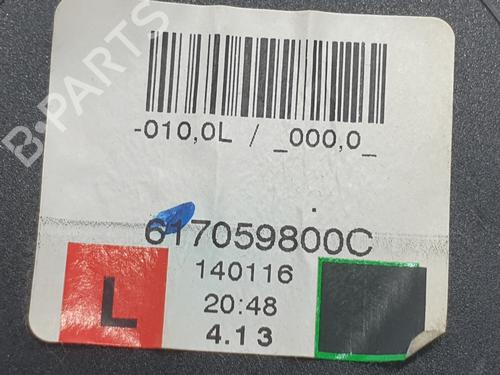 B-PARTS
-010,0L / _000,0_
617059800C
140116
L
20:48
4.13